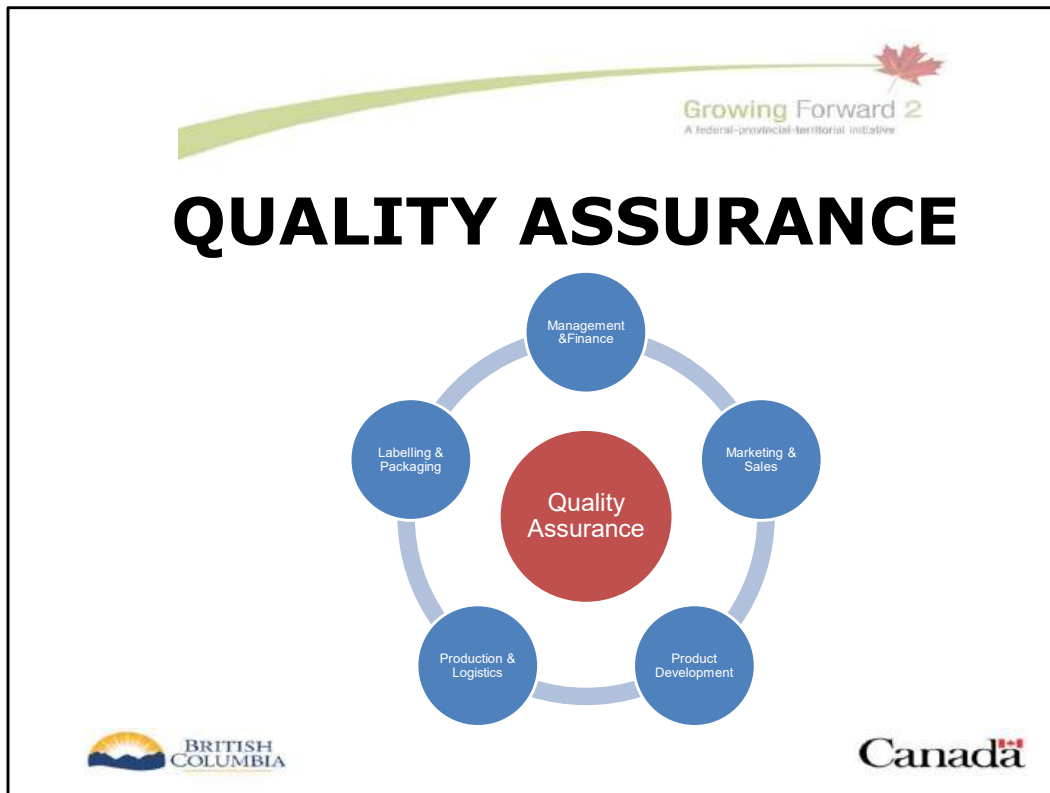 Growing Forward 2
A federal-provincial-territorial initiative
QUALITY ASSURANCE
Management
&Finance
Labelling &
Packaging
Marketing &
Sales
Quality
Assurance
Production &
Logistics
Product
Development
BRITISH
COLUMBIA
Canada